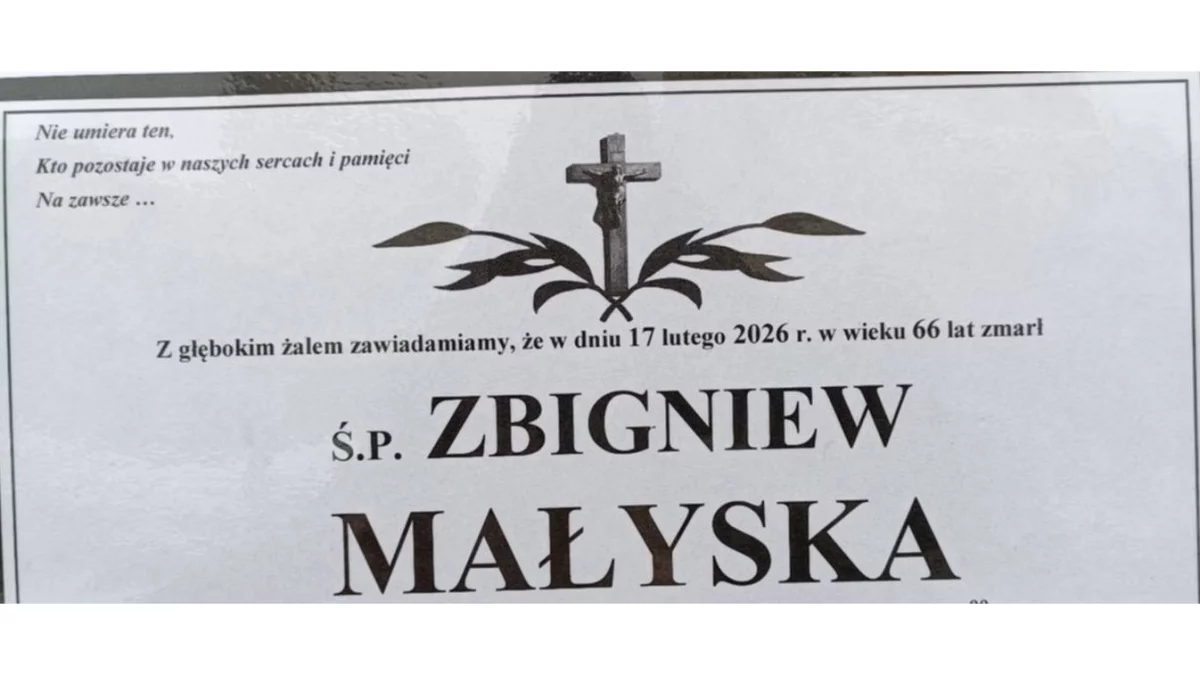 Nie umiera ten,
Kto pozostaje w naszych sercach i pamięci
Na zawsze ...
Z głębokim żalem zawiadamiamy, że w dniu 17 lutego 2026 r. w wieku 66 lat zmarł
Ś.P. ZBIGNIEW
MAŁYSKA